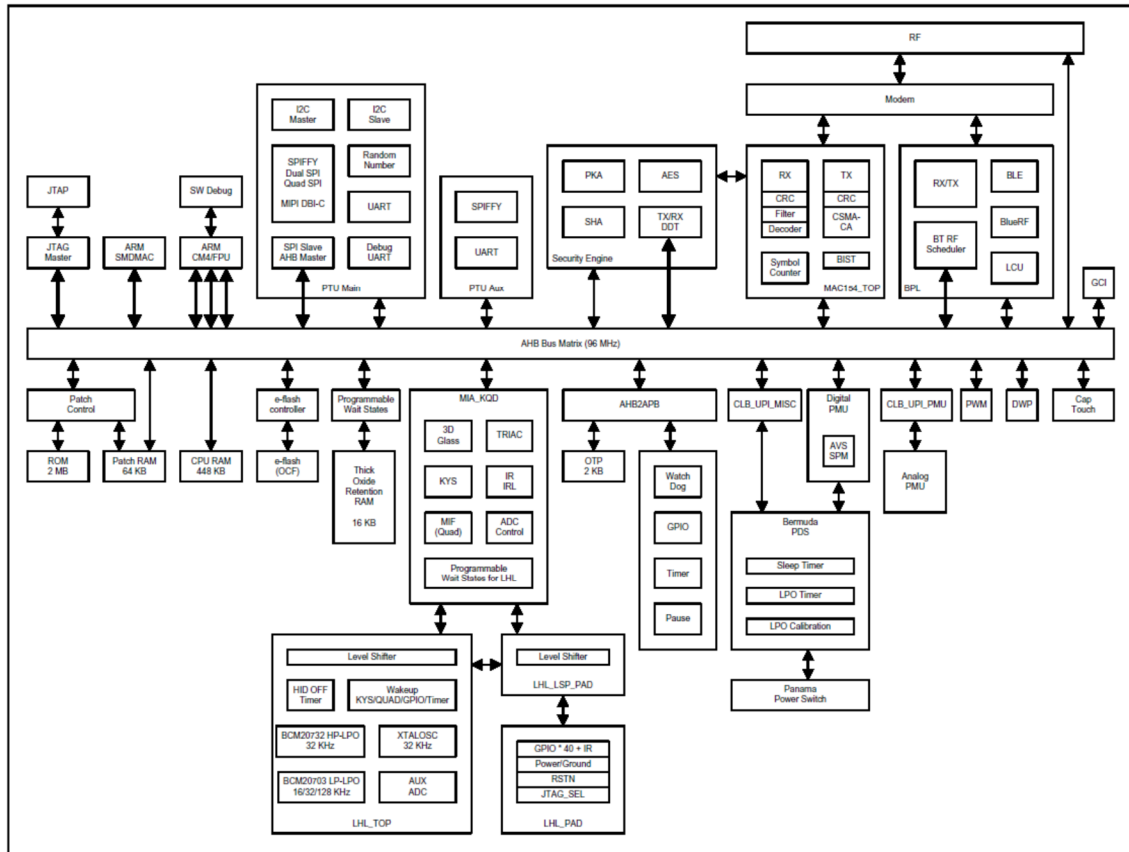 RF
Modem
I2C
Master
I2C
Slave
SPIFFY
Dual SPI
Quad SPI
MIPI DBI-C
Random
Number
UART
SPI Slave
AHB Master
Debug
UART
PTU Main
JTAP
JTAG
Master
ARM
SMDMAC
SW Debug
ARM
CM4/FPU
SPIFFY
UART
PTU Aux
PKA
AES
SHA
TX/RX
DDT
Security Engine
RX
CRC
Filter
Decoder
Symbol
Counter
TX
CRC
CSMA-
CA
BIST
MAC154_TOP
RX/TX
BLE
BlueRF
BT RF
Scheduler
LCU
BPL
GCI
AHB Bus Matrix (96 MHz)
Patch
Control
ROM
2 MB
Patch RAM
64 KB
CPU RAM
448 KB
e-flash
controller
e-flash
(OCF)
Programmable
Wait States
Thick
Oxide
Retention
RAM
16 KB
MIA_KQD
3D
Glass
TRIAC
KYS
IR
IRL
MIF
(Quad)
ADC
Control
Programmable
Wait States for LHL
AHB2APB
OTP
2 KB
Watch
Dog
GPIO
Timer
Pause
CLB_UPI_MISC
Digital
PMU
AVS
SPM
CLB_UPI_PMU
Analog
PMU
PWM
DWP
Cap
Touch
Bermuda
PDS
Sleep Timer
LPO Timer
LPO Calibration
Panama
Power Switch
Level Shifter
HID OFF
Timer
Wakeup
KYS/QUAD/GPIO/Timer
BCM20732 HP-LPO
32 KHz
XTALOSC
32 KHz
BCM20703 LP-LPO
16/32/128 KHz
AUX
ADC
LHL_TOP
Level Shifter
LHL_LSP_PAD
GPIO * 40 + IR
Power/Ground
RSTN
JTAG_SEL
LHL_PAD